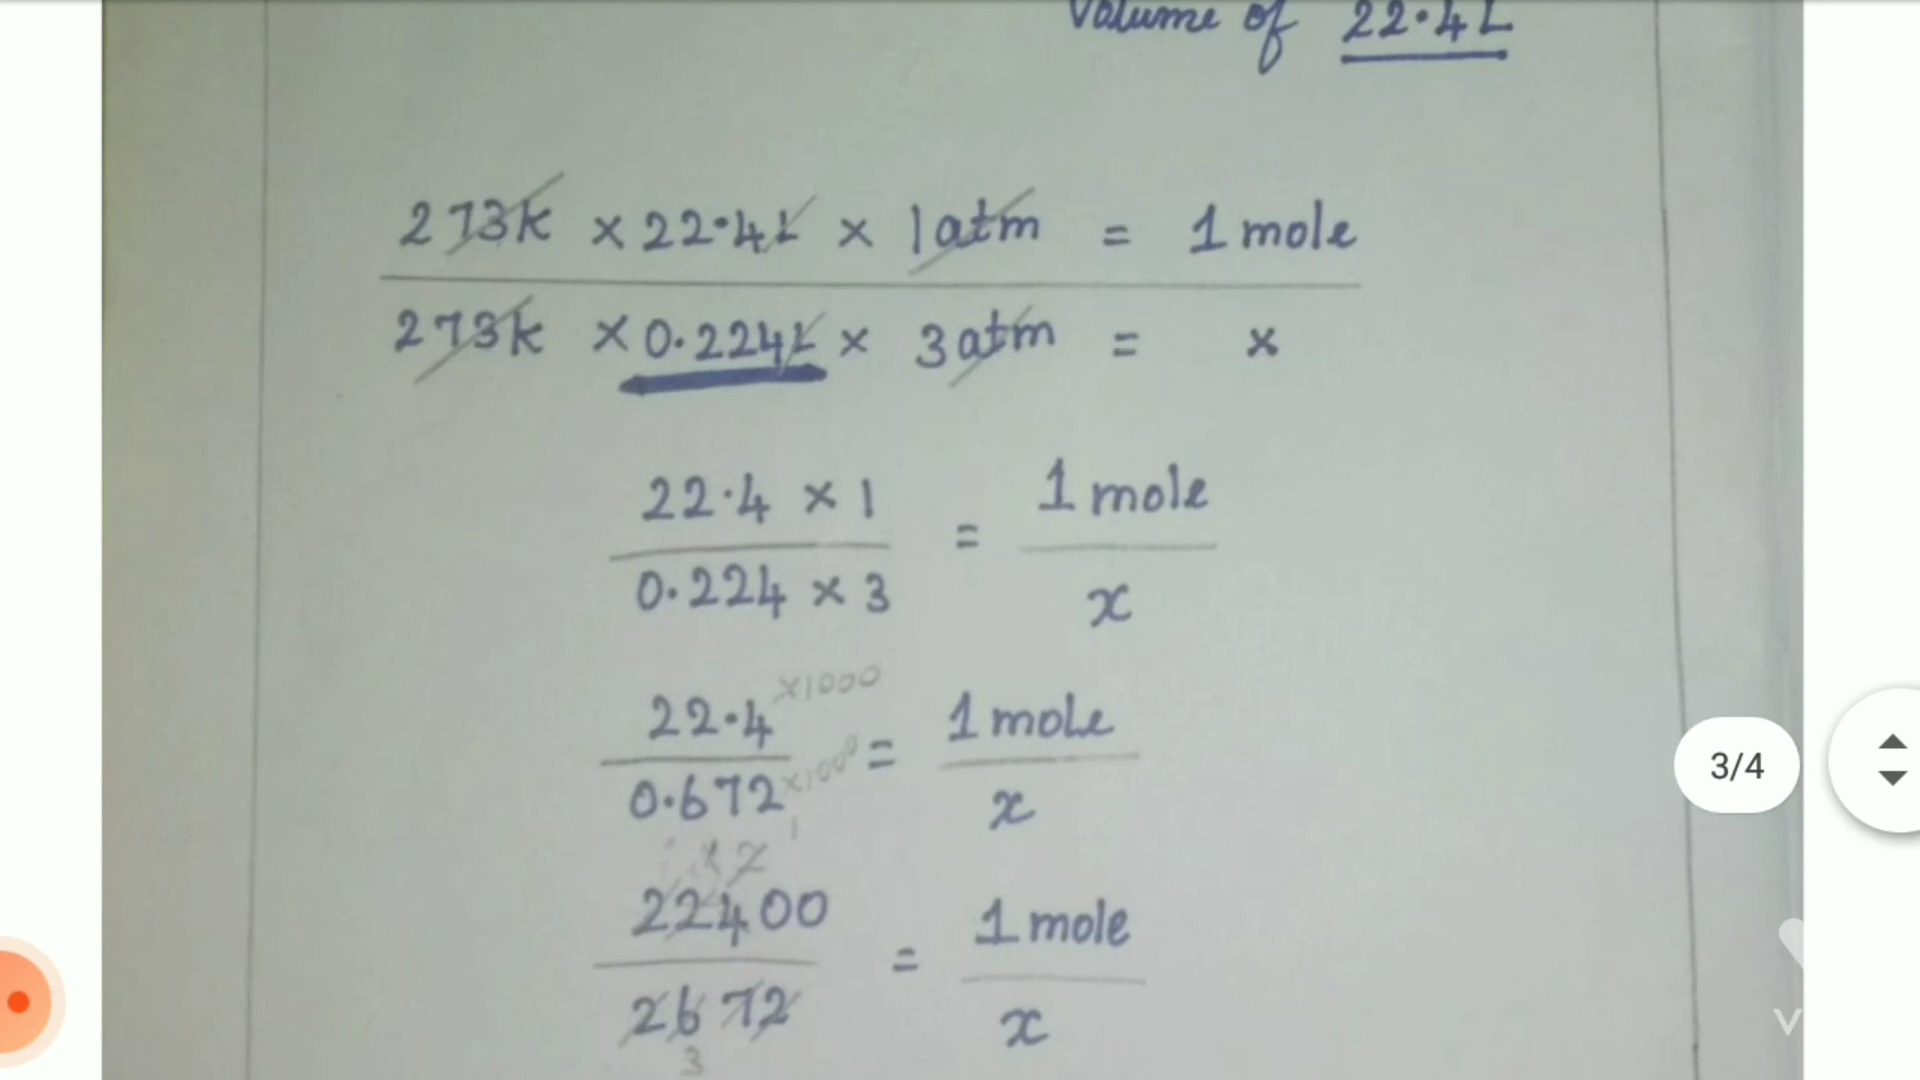 Volume of 22.4L
273k × 22.4L × 1atm = 1 mole
273k × 0.224L × 3atm = x
22.4 × 1 = 1 mole
0.224 × 3 x
22.4 ×1000 = 1 mole
0.672 ×1000 x
22400 = 1 mole
2672 x
3
3/4